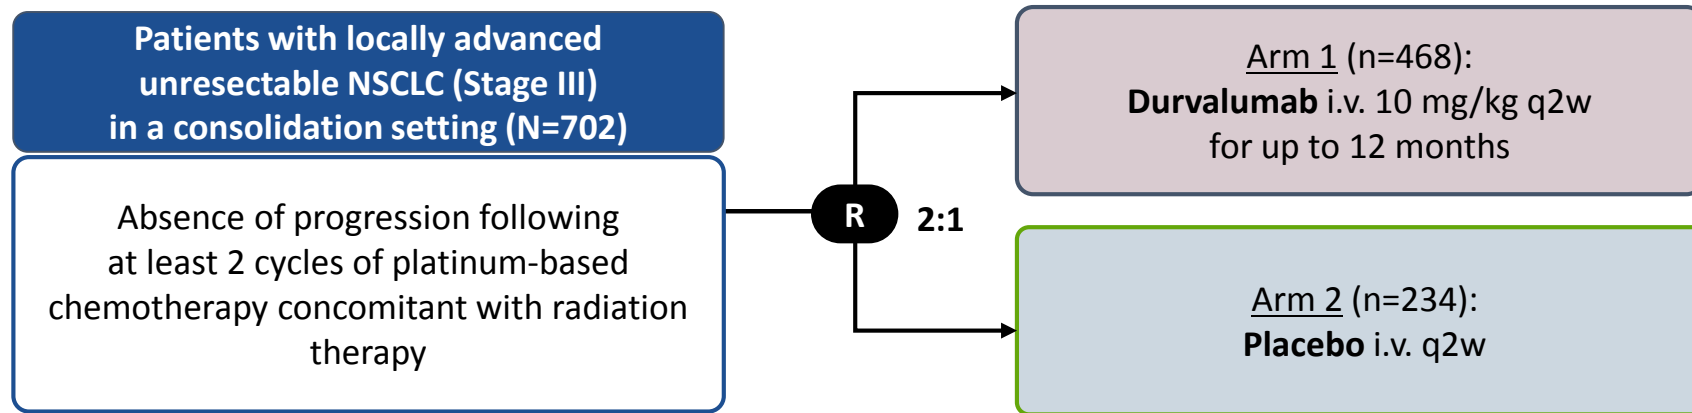 Patients with locally advanced
unresectable NSCLC (Stage III)
in a consolidation setting (N=702)
Absence of progression following
at least 2 cycles of platinum-based
chemotherapy concomitant with radiation
therapy
R
2:1
Arm 1 (n=468):
Durvalumab i.v. 10 mg/kg q2w
for up to 12 months
Arm 2 (n=234):
Placebo i.v. q2w